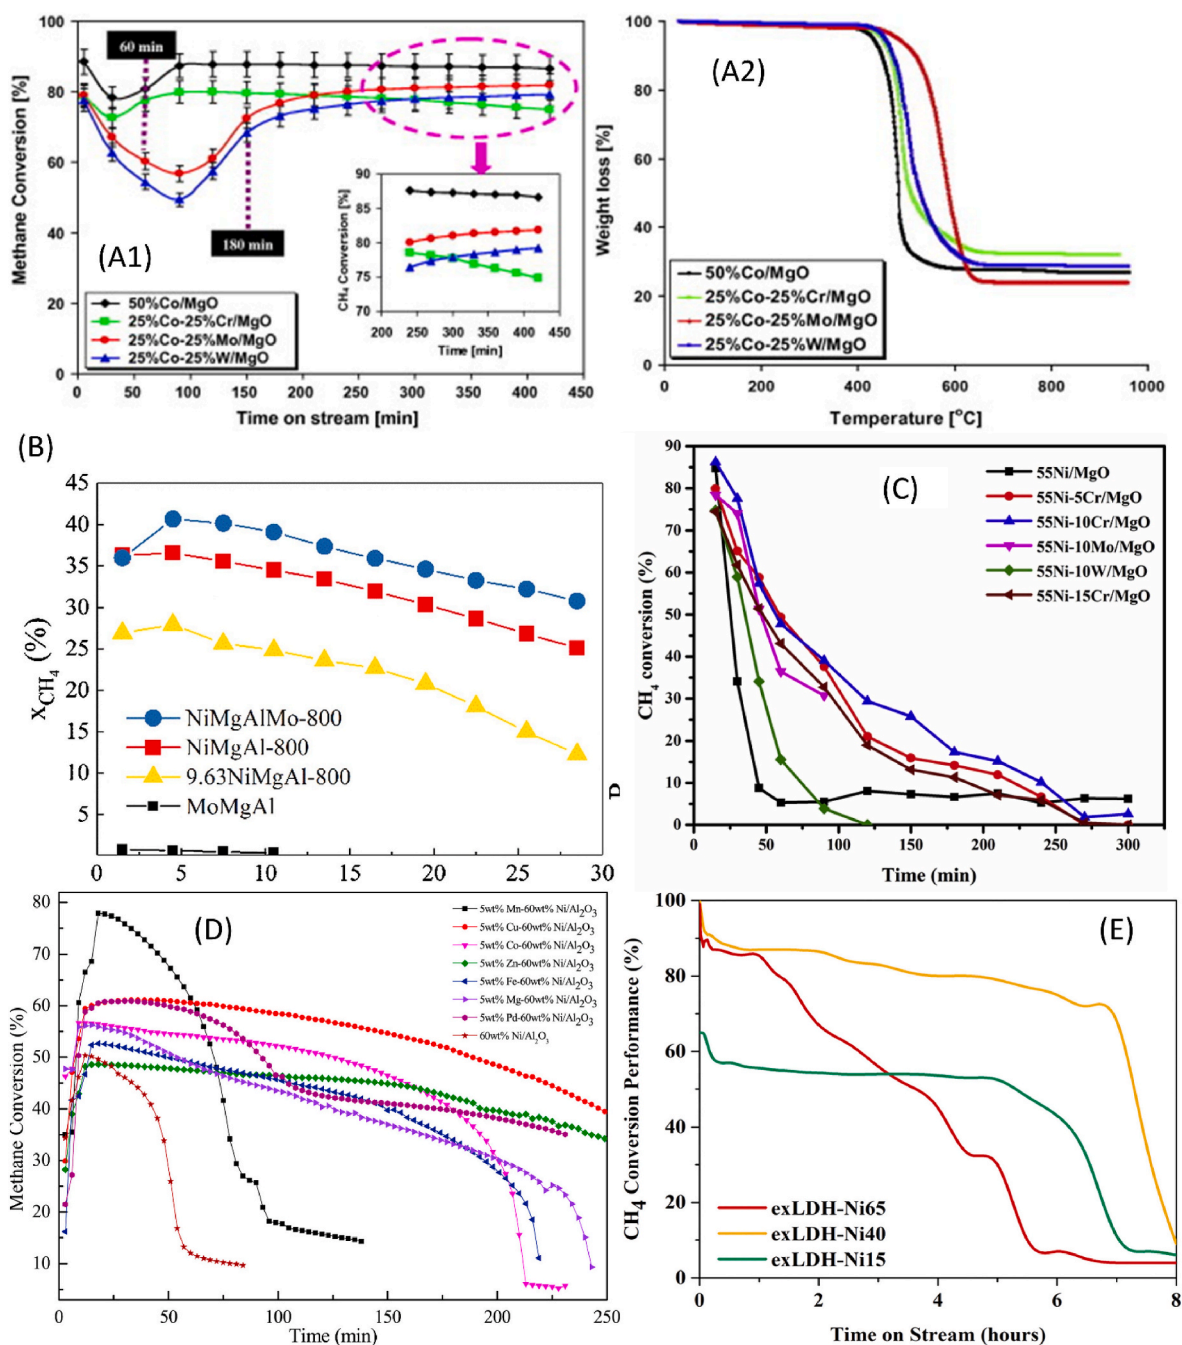 (A1)
Methane Conversion [%]
100
80
60
40
20
0
60 min
180 min
50%Co/MgO
25%Co-25%Cr/MgO
25%Co-25%Mo/MgO
25%Co-25%W/MgO
CH₄ Conversion [%]
90
85
80
75
70
200 250 300 350 400 450
Time [min]
0 50 100 150 200 250 300 350 400 450
Time on stream [min]
(A2)
Weight loss [%]
100
80
60
40
20
0
50%Co/MgO
25%Co-25%Cr/MgO
25%Co-25%Mo/MgO
25%Co-25%W/MgO
0 200 400 600 800 1000
Temperature [°C]
(B)
X CH₄ (%)
45
40
35
30
25
20
15
10
5
NiMgAlMo-800
NiMgAl-800
9.63NiMgAl-800
MoMgAl
0 5 10 15 20 25 30
(C)
CH₄ conversion (%)
90
80
70
60
50
40
30
20
10
0
55Ni/MgO
55Ni-5Cr/MgO
55Ni-10Cr/MgO
55Ni-10Mo/MgO
55Ni-10W/MgO
55Ni-15Cr/MgO
0 50 100 150 200 250 300
Time (min)
(D)
Methane Conversion (%)
80
70
60
50
40
30
20
10
5wt% Mn-60wt% Ni/Al₂O₃
5wt% Cu-60wt% Ni/Al₂O₃
5wt% Co-60wt% Ni/Al₂O₃
5wt% Zn-60wt% Ni/Al₂O₃
5wt% Fe-60wt% Ni/Al₂O₃
5wt% Mg-60wt% Ni/Al₂O₃
5wt% Pd-60wt% Ni/Al₂O₃
60wt% Ni/Al₂O₃
0 50 100 150 200 250
Time (min)
(E)
CH₄ Conversion Performance (%)
100
80
60
40
20
0
exLDH-Ni65
exLDH-Ni40
exLDH-Ni15
0 2 4 6 8
Time on Stream (hours)